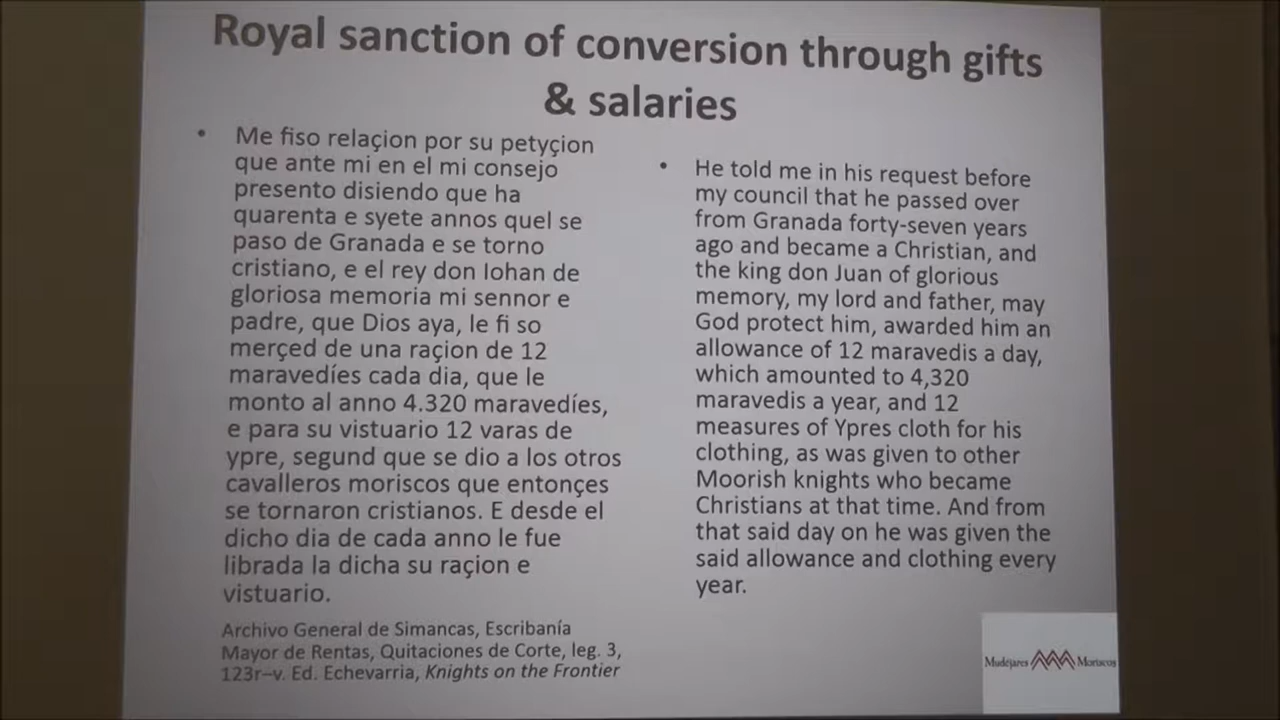 Royal sanction of conversion through gifts
& salaries
• Me fiso relaçion por su petyçion
que ante mi en el mi consejo
presento disiendo que ha
quarenta e syete annos quel se
paso de Granada e se torno
cristiano, e el rey don Iohan de
gloriosa memoria mi sennor e
padre, que Dios aya, le fi so
merçed de una raçion de 12
maravedíes cada dia, que le
monto al anno 4.320 maravedíes,
e para su vistuario 12 varas de
ypre, segund que se dio a los otros
cavalleros moriscos que entonçes
se tornaron cristianos. E desde el
dicho dia de cada anno le fue
librada la dicha su raçion e
vistuario.
Archivo General de Simancas, Escribanía
Mayor de Rentas, Quitaciones de Corte, leg. 3,
123r–v. Ed. Echevarria, Knights on the Frontier
• He told me in his request before
my council that he passed over
from Granada forty-seven years
ago and became a Christian, and
the king don Juan of glorious
memory, my lord and father, may
God protect him, awarded him an
allowance of 12 maravedis a day,
which amounted to 4,320
maravedis a year, and 12
measures of Ypres cloth for his
clothing, as was given to other
Moorish knights who became
Christians at that time. And from
that said day on he was given the
said allowance and clothing every
year.
Mudejares Moriscos